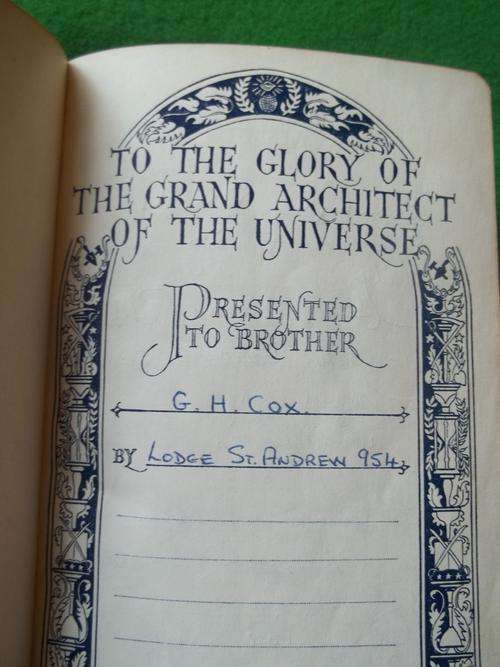 TO THE GLORY OF
THE GRAND ARCHITECT
OF THE UNIVERSE
PRESENTED
TO BROTHER
G. H. COX.
BY LODGE ST. ANDREW 954